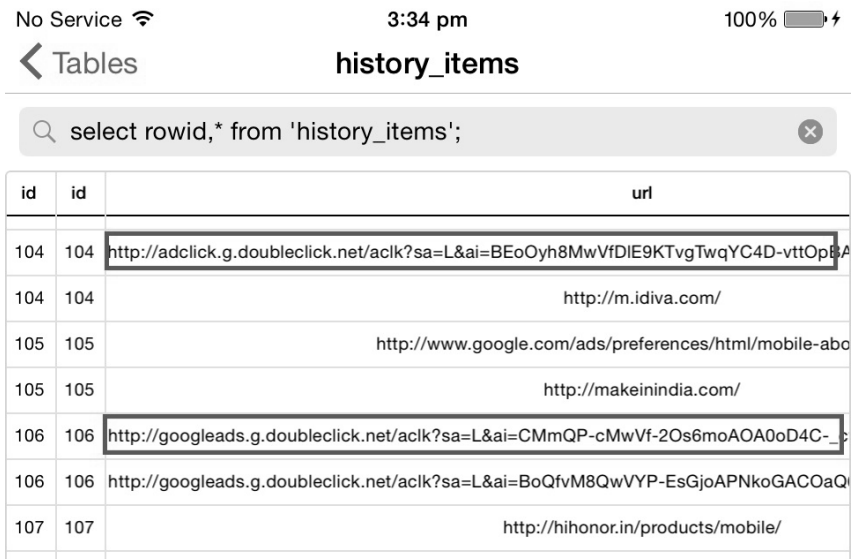 No Service 3:34 pm 100%
Tables history_items
select rowid,* from 'history_items';
id id url
104 104 http://adclick.g.doubleclick.net/aclk?sa=L&ai=BEoOyh8MwVfDlE9KTvgTwqYC4D-vttOpBA
104 104 http://m.idiva.com/
105 105 http://www.google.com/ads/preferences/html/mobile-abo
105 105 http://makeinindia.com/
106 106 http://googleads.g.doubleclick.net/aclk?sa=L&ai=CMmQP-cMwVf-2Os6moAOA0oD4C-_c
106 106 http://googleads.g.doubleclick.net/aclk?sa=L&ai=BoQfvM8QwVYP-EsGjoAPNkoGACOaQ
107 107 http://hihonor.in/products/mobile/